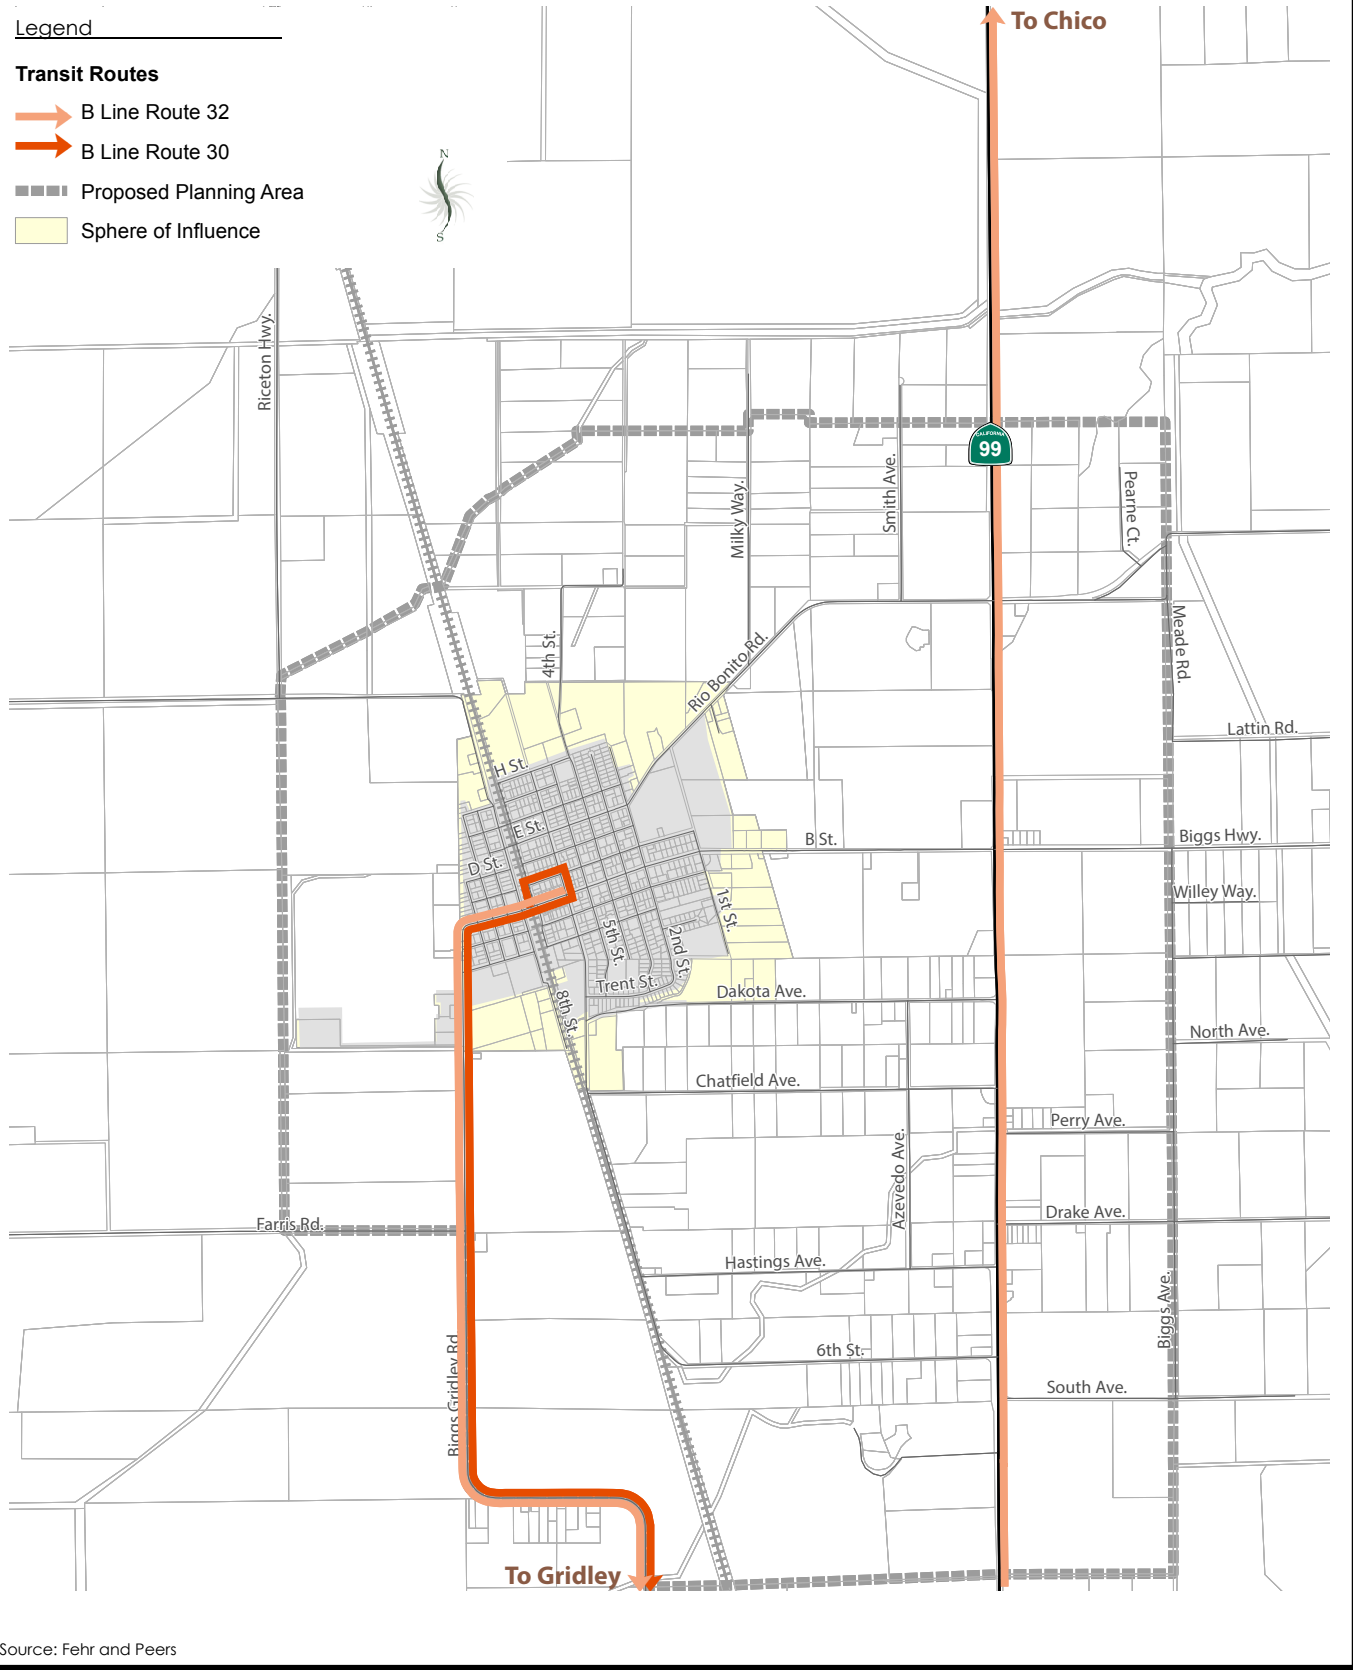 Legend
To Chico
Transit Routes
B Line Route 32
B Line Route 30
Proposed Planning Area
Sphere of Influence
N
S
Riceton Hwy.
CALIFORNIA
99
Smith Ave.
Milky Way.
Pearne Ct.
4th St.
Rio Bonito Rd.
Meade Rd.
Lattin Rd.
H St.
E St.
D St.
B St.
Biggs Hwy.
Willey Way.
1st St.
5th St.
2nd St.
Trent St.
8th St.
Dakota Ave.
North Ave.
Chatfield Ave.
Perry Ave.
Azevedo Ave.
Farris Rd.
Drake Ave.
Hastings Ave.
Biggs Ave.
6th St.
Biggs Gridley Rd
South Ave.
To Gridley
Source: Fehr and Peers